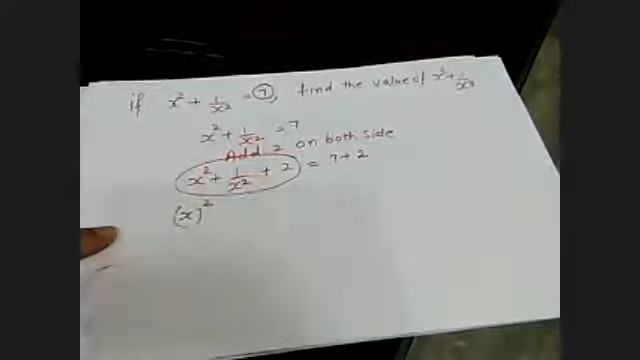 if x² + 1/x² = 7, find the value of x³ + 1/x³
x² + 1/x² = 7
Add 2 on both side
x² + 1/x² + 2 = 7 + 2
(x)²